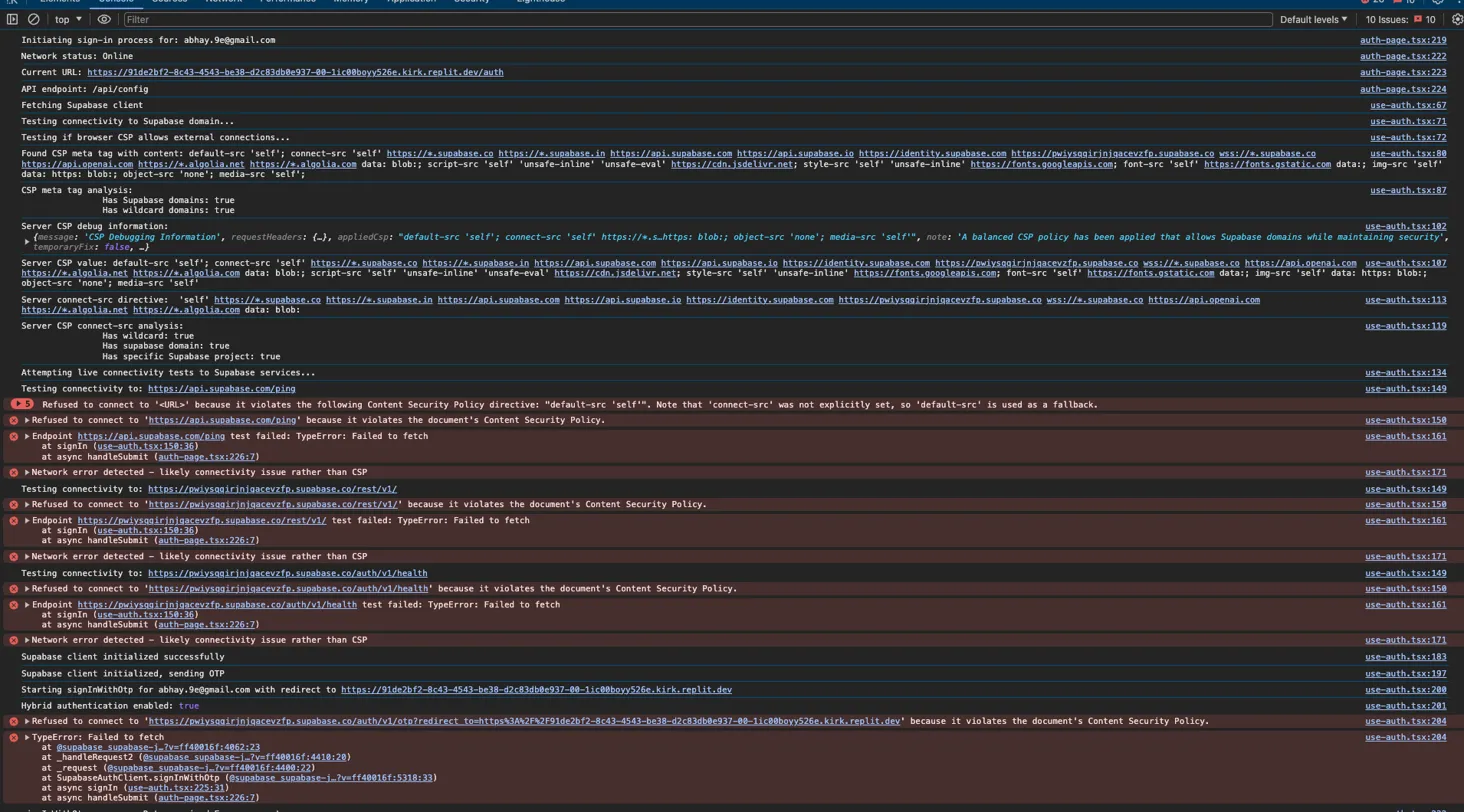 Elements Console Sources Network Performance Memory Application Security Lighthouse
top Filter Default levels 10 Issues: 10
Initiating sign-in process for: abhay.9e@gmail.com auth-page.tsx:219
Network status: Online auth-page.tsx:222
Current URL: https://91de2bf2-8c43-4543-be38-d2c83db0e937-00-1ic00boyy526e.kirk.replit.dev/auth auth-page.tsx:223
API endpoint: /api/config auth-page.tsx:224
Fetching Supabase client use-auth.tsx:67
Testing connectivity to Supabase domain... use-auth.tsx:71
Testing if browser CSP allows external connections... use-auth.tsx:72
Found CSP meta tag with content: default-src 'self'; connect-src 'self' https://*.supabase.co https://*.supabase.in https://api.supabase.com https://api.supabase.io https://identity.supabase.com https://pwiysqqirjnjqacevzfp.supabase.co wss://*.supabase.co use-auth.tsx:80
https://api.openai.com https://*.algolia.net https://*.algolia.com data: blob:; script-src 'self' 'unsafe-inline' 'unsafe-eval' https://cdn.jsdelivr.net; style-src 'self' 'unsafe-inline' https://fonts.googleapis.com; font-src 'self' https://fonts.gstatic.com data:; img-src 'self'
data: https: blob:; object-src 'none'; media-src 'self';
CSP meta tag analysis: use-auth.tsx:87
Has Supabase domains: true
Has wildcard domains: true
Server CSP debug information: use-auth.tsx:102
{message: 'CSP Debugging Information', requestHeaders: {…}, appliedCsp: "default-src 'self'; connect-src 'self' https://*.s…https: blob:; object-src 'none'; media-src 'self'", note: 'A balanced CSP policy has been applied that allows Supabase domains while maintaining security',
temporaryFix: false, …}
Server CSP value: default-src 'self'; connect-src 'self' https://*.supabase.co https://*.supabase.in https://api.supabase.com https://api.supabase.io https://identity.supabase.com https://pwiysqqirjnjqacevzfp.supabase.co wss://*.supabase.co https://api.openai.com use-auth.tsx:107
https://*.algolia.net https://*.algolia.com data: blob:; script-src 'self' 'unsafe-inline' 'unsafe-eval' https://cdn.jsdelivr.net; style-src 'self' 'unsafe-inline' https://fonts.googleapis.com; font-src 'self' https://fonts.gstatic.com data:; img-src 'self' data: https: blob:;
object-src 'none'; media-src 'self'
Server connect-src directive: 'self' https://*.supabase.co https://*.supabase.in https://api.supabase.com https://api.supabase.io https://identity.supabase.com https://pwiysqqirjnjqacevzfp.supabase.co wss://*.supabase.co https://api.openai.com use-auth.tsx:113
https://*.algolia.net https://*.algolia.com data: blob:
Server CSP connect-src analysis: use-auth.tsx:119
Has wildcard: true
Has supabase domain: true
Has specific Supabase project: true
Attempting live connectivity tests to Supabase services... use-auth.tsx:134
Testing connectivity to: https://api.supabase.com/ping use-auth.tsx:149
5 Refused to connect to '<URL>' because it violates the following Content Security Policy directive: "default-src 'self'". Note that 'connect-src' was not explicitly set, so 'default-src' is used as a fallback.
Refused to connect to 'https://api.supabase.com/ping' because it violates the document's Content Security Policy. use-auth.tsx:150
Endpoint https://api.supabase.com/ping test failed: TypeError: Failed to fetch use-auth.tsx:161
at signIn (use-auth.tsx:150:36)
at async handleSubmit (auth-page.tsx:226:7)
Network error detected – likely connectivity issue rather than CSP use-auth.tsx:171
Testing connectivity to: https://pwiysqqirjnjqacevzfp.supabase.co/rest/v1/ use-auth.tsx:149
Refused to connect to 'https://pwiysqqirjnjqacevzfp.supabase.co/rest/v1/' because it violates the document's Content Security Policy. use-auth.tsx:150
Endpoint https://pwiysqqirjnjqacevzfp.supabase.co/rest/v1/ test failed: TypeError: Failed to fetch use-auth.tsx:161
at signIn (use-auth.tsx:150:36)
at async handleSubmit (auth-page.tsx:226:7)
Network error detected – likely connectivity issue rather than CSP use-auth.tsx:171
Testing connectivity to: https://pwiysqqirjnjqacevzfp.supabase.co/auth/v1/health use-auth.tsx:149
Refused to connect to 'https://pwiysqqirjnjqacevzfp.supabase.co/auth/v1/health' because it violates the document's Content Security Policy. use-auth.tsx:150
Endpoint https://pwiysqqirjnjqacevzfp.supabase.co/auth/v1/health test failed: TypeError: Failed to fetch use-auth.tsx:161
at signIn (use-auth.tsx:150:36)
at async handleSubmit (auth-page.tsx:226:7)
Network error detected – likely connectivity issue rather than CSP use-auth.tsx:171
Supabase client initialized successfully use-auth.tsx:183
Supabase client initialized, sending OTP use-auth.tsx:197
Starting signInWithOtp for abhay.9e@gmail.com with redirect to https://91de2bf2-8c43-4543-be38-d2c83db0e937-00-1ic00boyy526e.kirk.replit.dev use-auth.tsx:200
Hybrid authentication enabled: true use-auth.tsx:201
Refused to connect to 'https://pwiysqqirjnjqacevzfp.supabase.co/auth/v1/otp?redirect_to=https%3A%2F%2F91de2bf2-8c43-4543-be38-d2c83db0e937-00-1ic00boyy526e.kirk.replit.dev' because it violates the document's Content Security Policy. use-auth.tsx:204
TypeError: Failed to fetch use-auth.tsx:204
at @supabase_supabase-j…?v=ff40016f:4062:23
at _handleRequest2 (@supabase_supabase-j…?v=ff40016f:4410:20)
at _request (@supabase_supabase-j…?v=ff40016f:4400:22)
at SupabaseAuthClient.signInWithOtp (@supabase_supabase-j…?v=ff40016f:5318:33)
at async signIn (use-auth.tsx:225:31)
at async handleSubmit (auth-page.tsx:226:7)